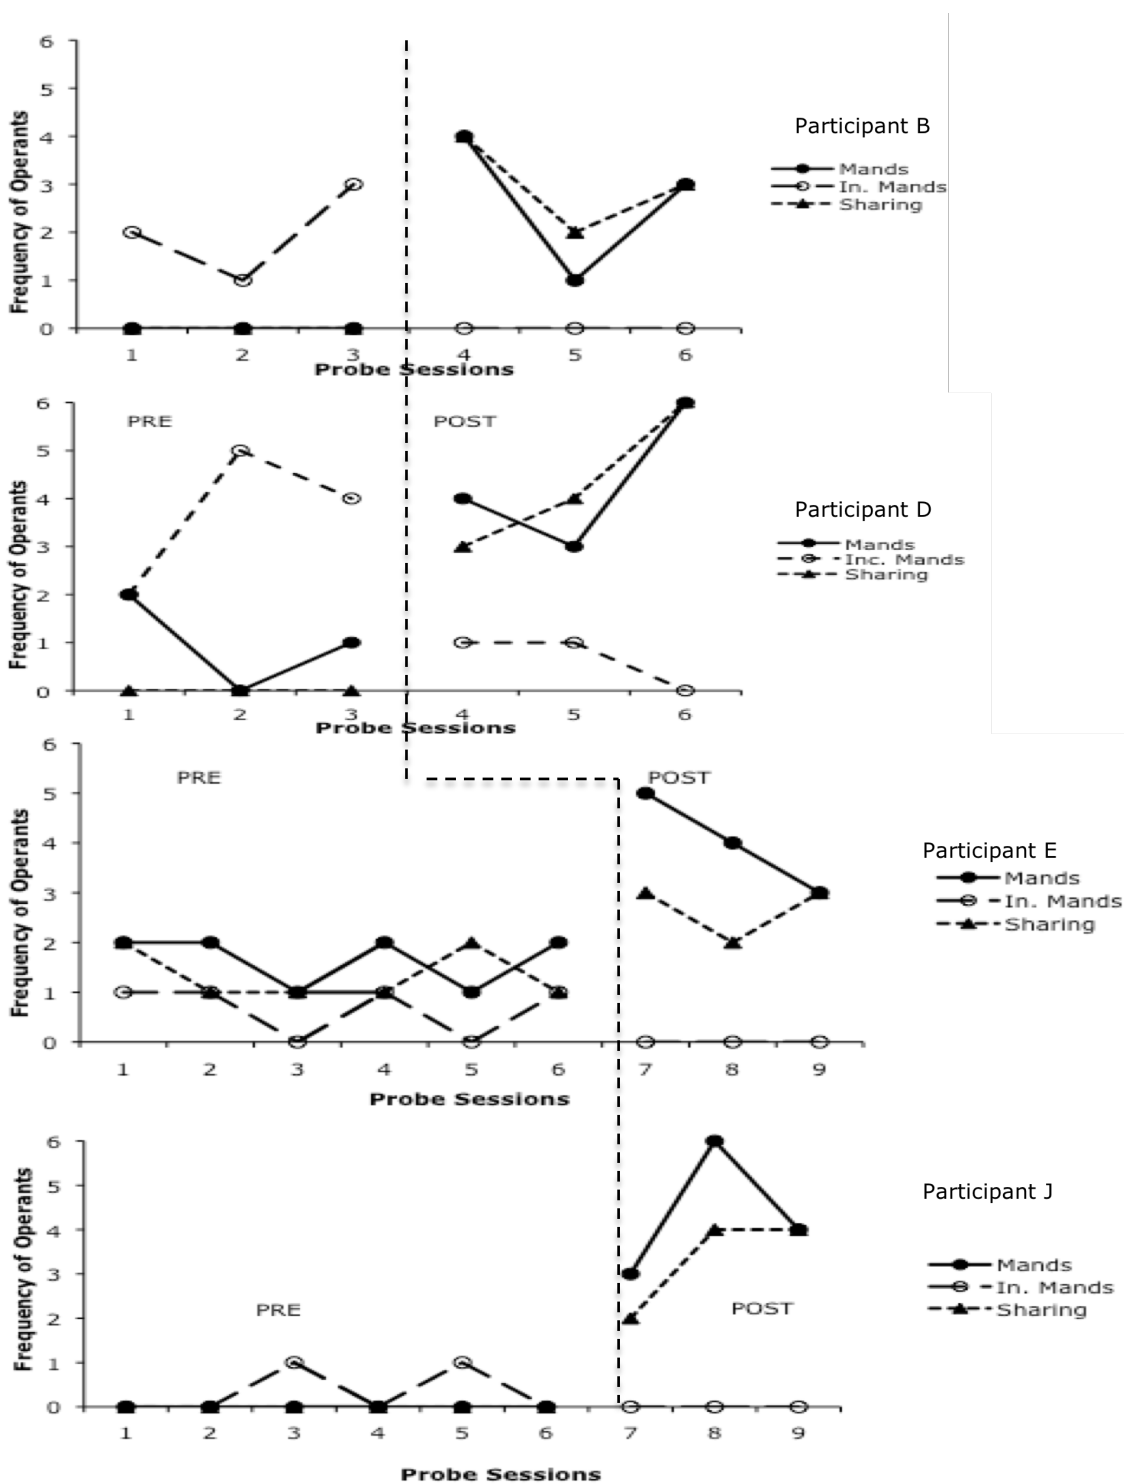 6
5
4
3
2
1
0
Frequency of Operants
1 2 3 4 5 6
Probe Sessions
Participant B
Mands
In. Mands
Sharing
6
5
4
3
2
1
0
Frequency of Operants
PRE
POST
1 2 3 4 5 6
Probe Sessions
Participant D
Mands
Inc. Mands
Sharing
6
5
4
3
2
1
0
Frequency of Operants
PRE
POST
1 2 3 4 5 6 7 8 9
Probe Sessions
Participant E
Mands
In. Mands
Sharing
6
5
4
3
2
1
0
Frequency of Operants
PRE
POST
1 2 3 4 5 6 7 8 9
Probe Sessions
Participant J
Mands
In. Mands
Sharing